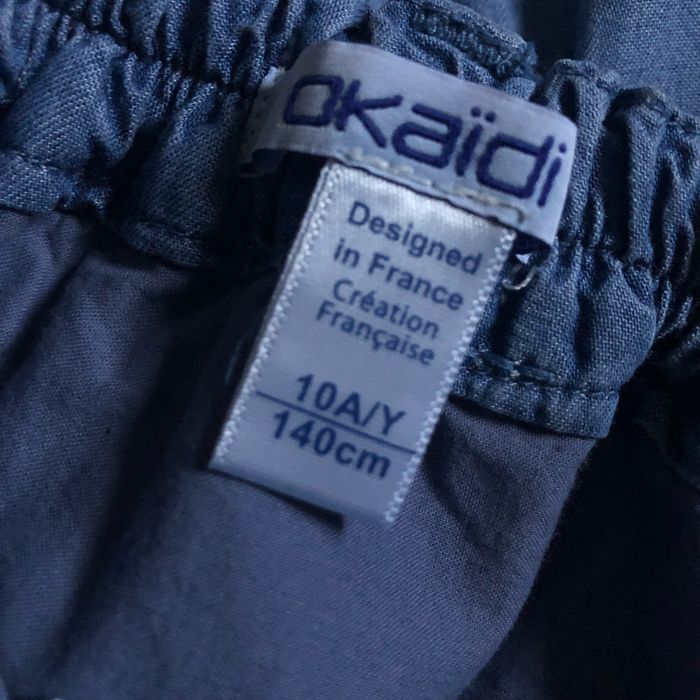 okaïdi
Designed
in France
Création
Française
10A/Y
140cm